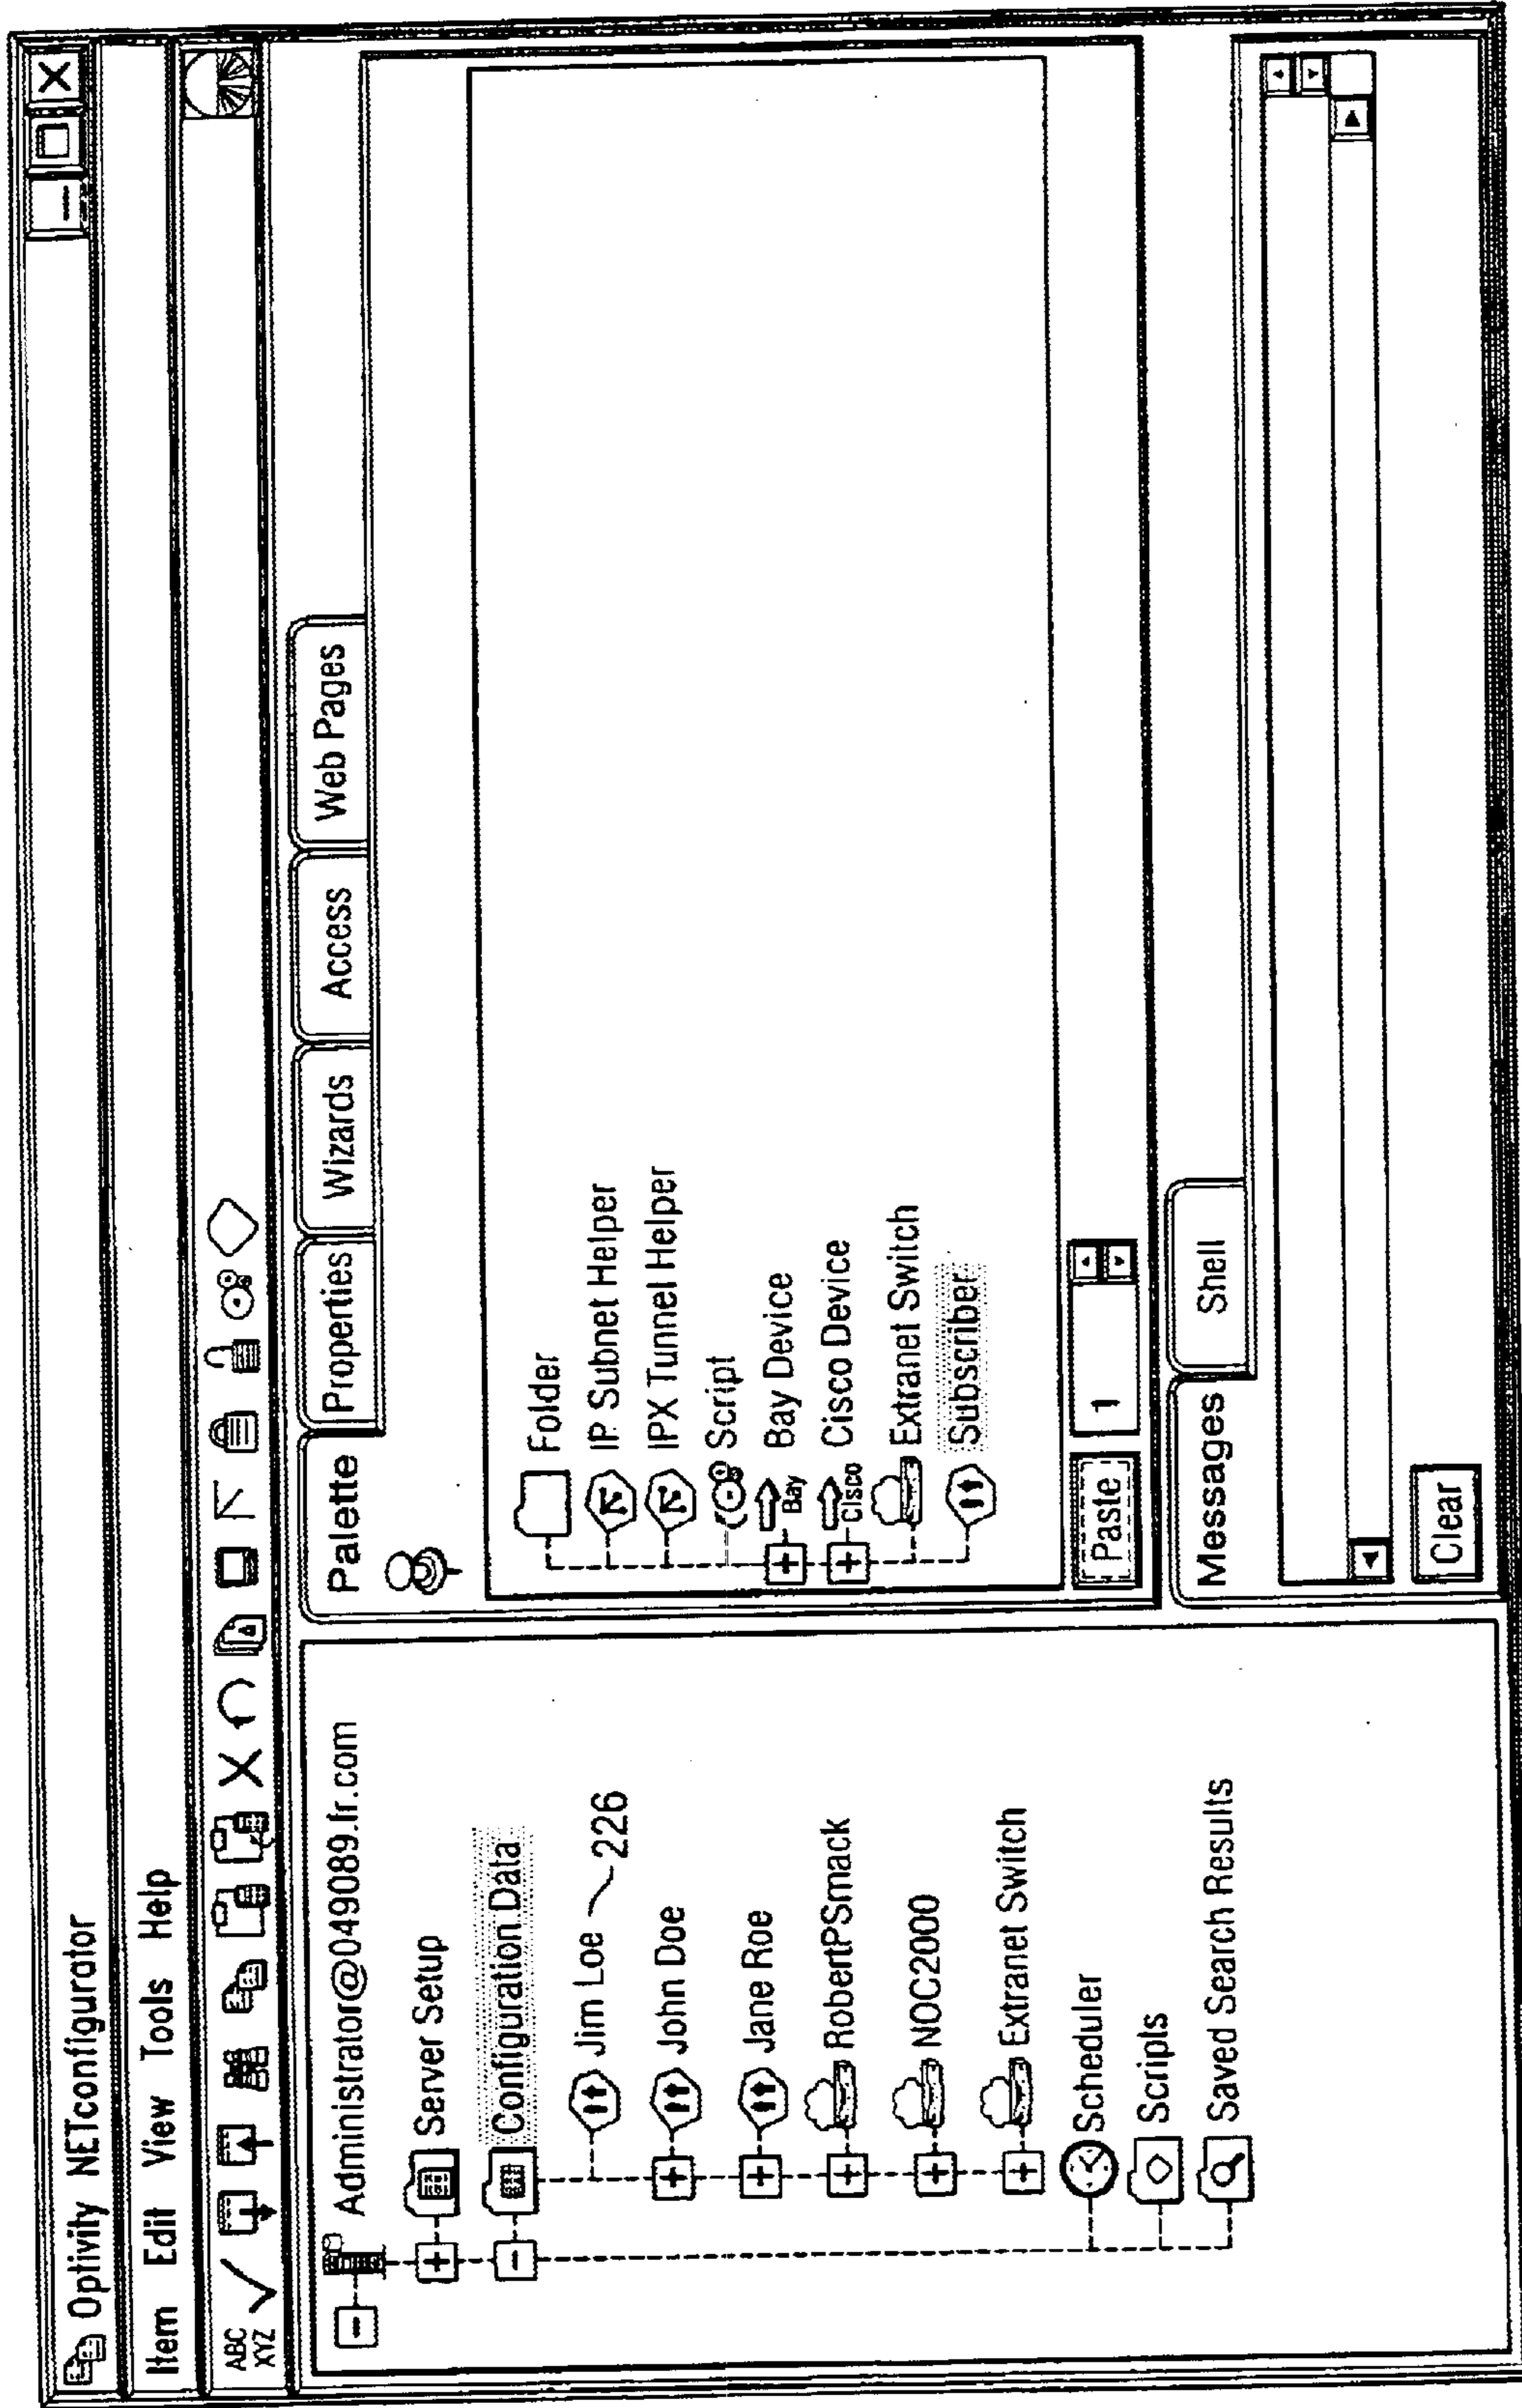 Optivity NETconfigurator
Item Edit View Tools Help
ABC
XYZ
Administrator@049089.fr.com
Server Setup
Configuration Data
Jim Loe 226
John Doe
Jane Roe
RobertPSmack
NOC2000
Extranet Switch
Scheduler
Scripts
Saved Search Results
Palette Properties Wizards Access Web Pages
Folder
IP Subnet Helper
IPX Tunnel Helper
Script
Bay Bay Device
Cisco Cisco Device
Extranet Switch
Subscriber
Paste 1
Messages Shell
Clear